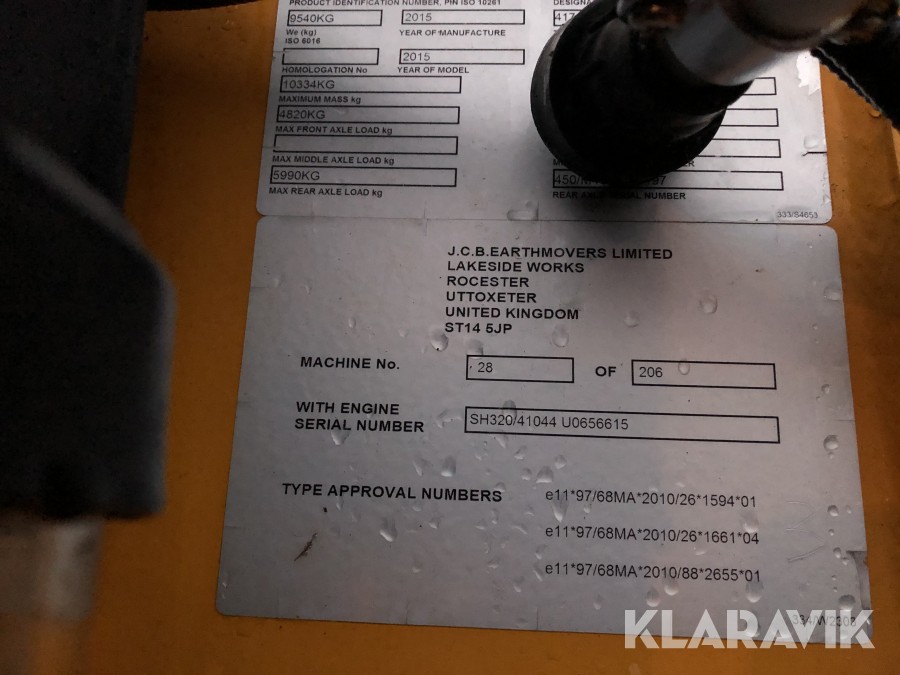 PRODUCT IDENTIFICATION NUMBER, PIN ISO 10261
9540KG 2015
We (kg) YEAR OF MANUFACTURE
ISO 6016
2015
HOMOLOGATION No YEAR OF MODEL
10334KG
MAXIMUM MASS kg
4820KG
MAX FRONT AXLE LOAD kg
MAX MIDDLE AXLE LOAD kg
5990KG
MAX REAR AXLE LOAD kg
REAR SERIAL NUMBER
333/S4653
J.C.B.EARTHMOVERS LIMITED
LAKESIDE WORKS
ROCESTER
UTTOXETER
UNITED KINGDOM
ST14 5JP
MACHINE No. 28 OF 206
WITH ENGINE
SERIAL NUMBER SH320/41044 U0656615
TYPE APPROVAL NUMBERS e11*97/68MA*2010/26*1594*01
e11*97/68MA*2010/26*1661*04
e11*97/68MA*2010/88*2655*01
KLARAVIK